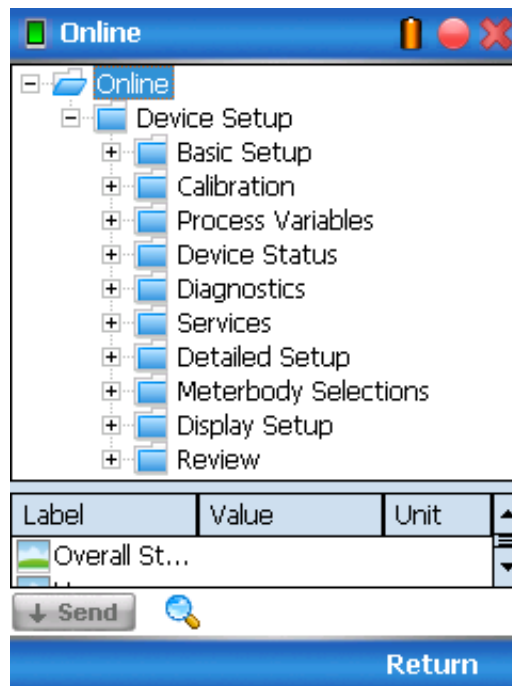 Online
Online
Device Setup
Basic Setup
Calibration
Process Variables
Device Status
Diagnostics
Services
Detailed Setup
Meterbody Selections
Display Setup
Review
Label Value Unit
Overall St...
Send
Return